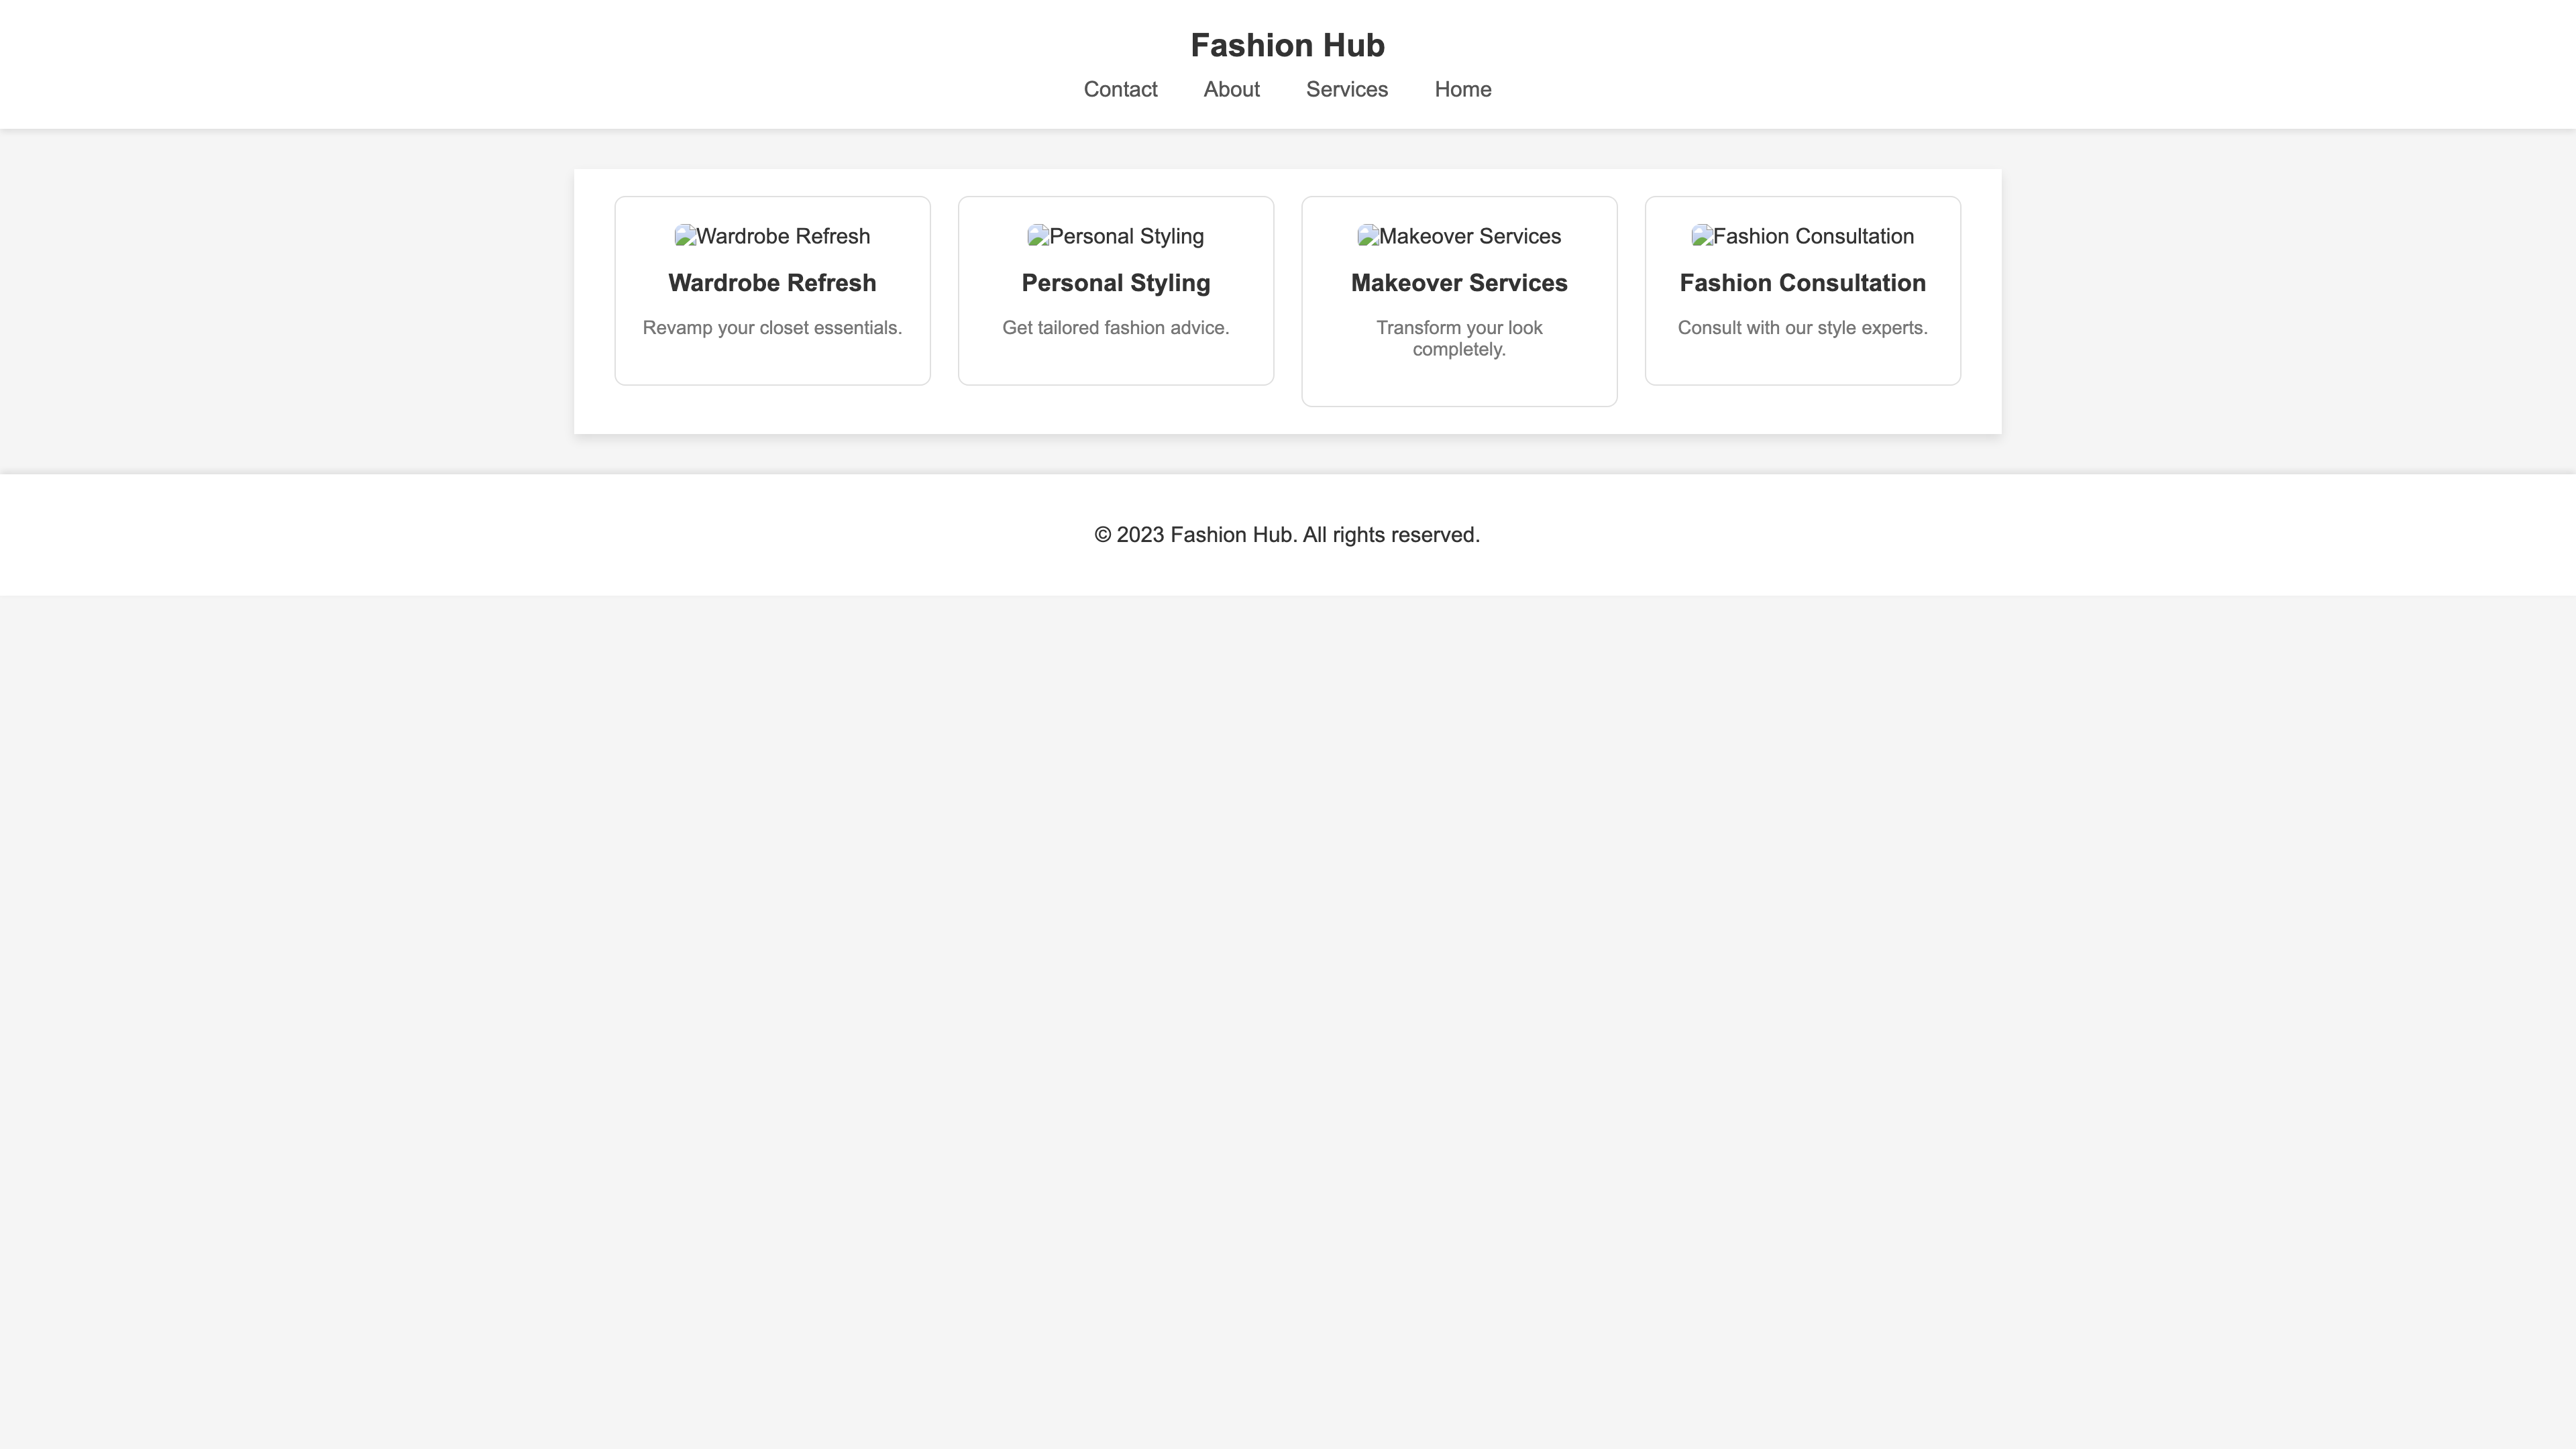 Fashion Hub
Contact About Services Home
Wardrobe Refresh
Wardrobe Refresh
Revamp your closet essentials.
Personal Styling
Personal Styling
Get tailored fashion advice.
Makeover Services
Makeover Services
Transform your look
completely.
Fashion Consultation
Fashion Consultation
Consult with our style experts.
© 2023 Fashion Hub. All rights reserved.